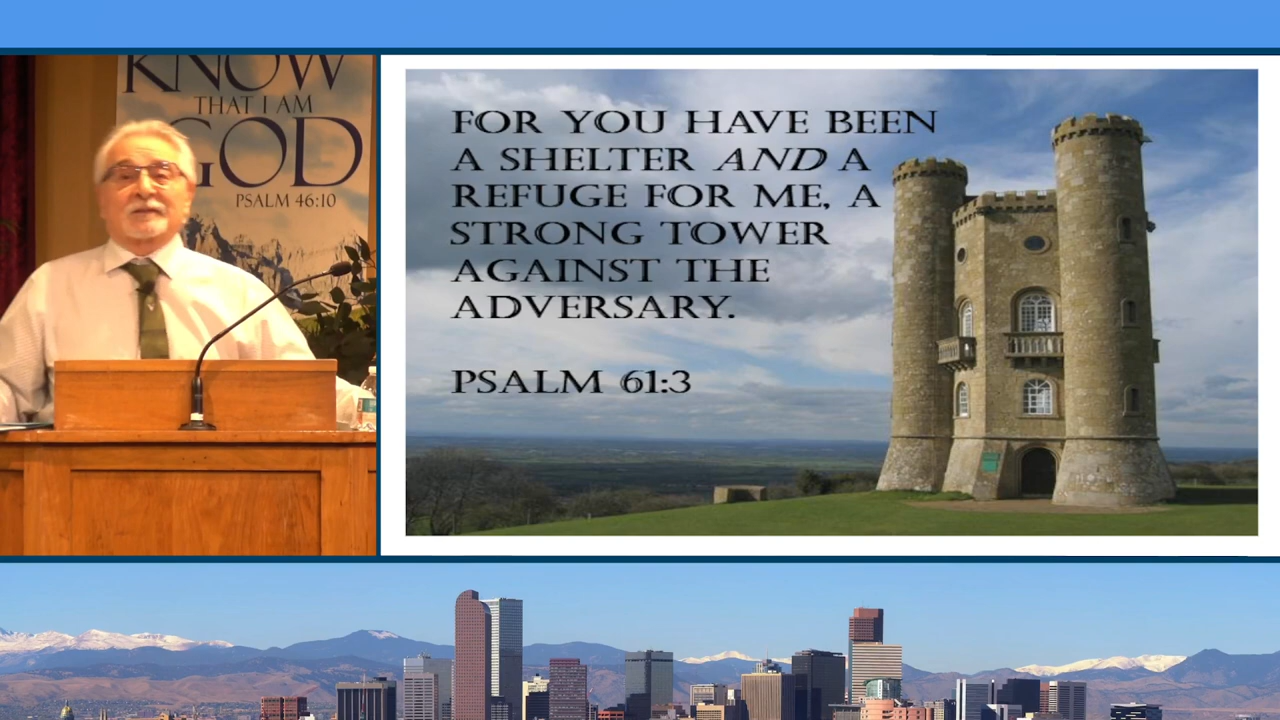 KNOW
THAT I AM
GOD
PSALM 46:10
FOR YOU HAVE BEEN
A SHELTER AND A
REFUGE FOR ME, A
STRONG TOWER
AGAINST THE
ADVERSARY.
PSALM 61:3